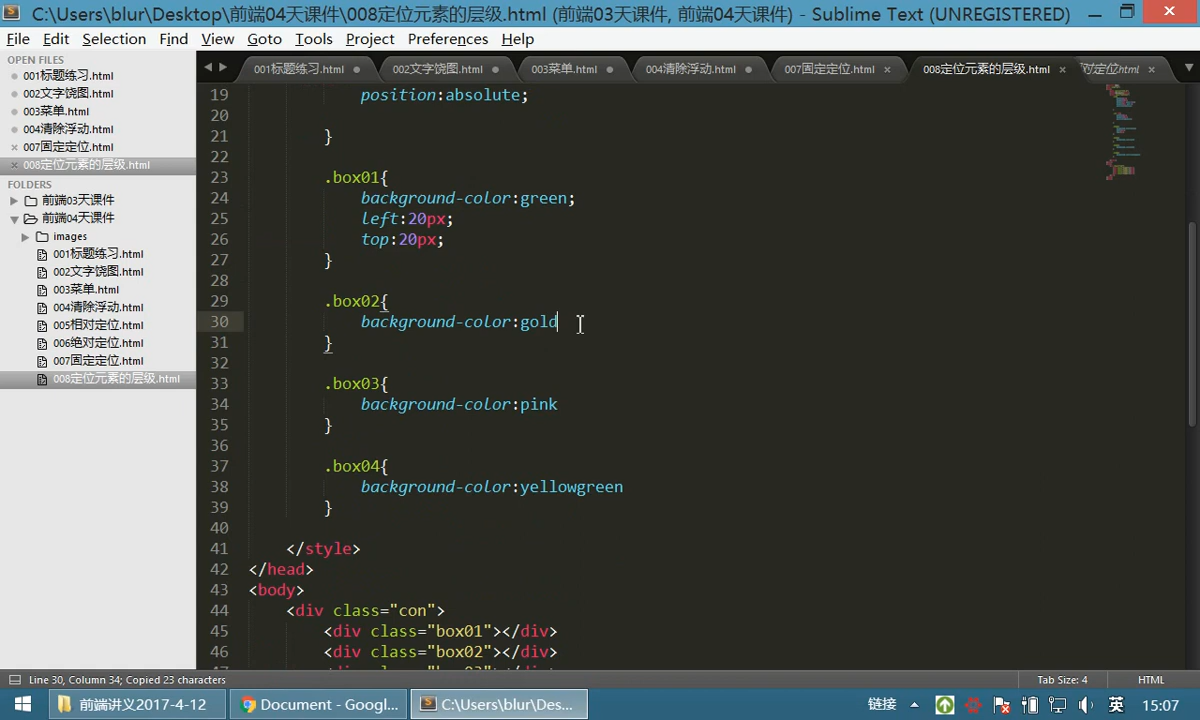 C:\Users\blur\Desktop\前端04天课件\008定位元素的层级.html (前端03天课件, 前端04天课件) - Sublime Text (UNREGISTERED)
File Edit Selection Find View Goto Tools Project Preferences Help
OPEN FILES
001标题练习.html
002文字饶图.html
003菜单.html
004清除浮动.html
007固定定位.html
008定位元素的层级.html
FOLDERS
前端03天课件
前端04天课件
images
001标题练习.html
002文字饶图.html
003菜单.html
004清除浮动.html
005相对定位.html
006绝对定位.html
007固定定位.html
008定位元素的层级.html
001标题练习.html 002文字饶图.html 003菜单.html 004清除浮动.html 007固定定位.html 008定位元素的层级.html 对定位html
19 position:absolute;
20
21 }
22
23 .box01{
24 background-color:green;
25 left:20px;
26 top:20px;
27 }
28
29 .box02{
30 background-color:gold
31 }
32
33 .box03{
34 background-color:pink
35 }
36
37 .box04{
38 background-color:yellowgreen
39 }
40
41 </style>
42 </head>
43 <body>
44 <div class="con">
45 <div class="box01"></div>
46 <div class="box02"></div>
Line 30, Column 34; Copied 23 characters Tab Size: 4 HTML
前端讲义2017-4-12 Document - Googl... C:\Users\blur\Des... 链接 英 15:07